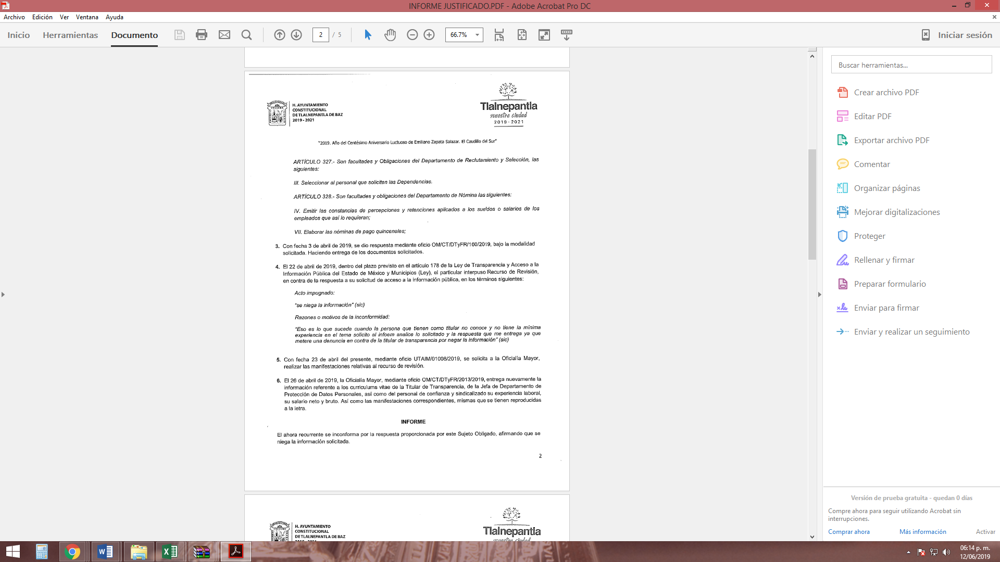 INFORME JUSTIFICADO.PDF - Adobe Acrobat Pro DC
Archivo Edición Ver Ventana Ayuda
Inicio Herramientas Documento 2 / 5 66.7% Iniciar sesión
H. AYUNTAMIENTO
CONSTITUCIONAL
DE TLALNEPANTLA DE BAZ
2019 - 2021
Tlalnepantla
nuestra ciudad
2019 - 2021
"2019. Año del Centésimo Aniversario Luctuoso de Emiliano Zapata Salazar. El Caudillo del Sur"
ARTÍCULO 327.- Son facultades y Obligaciones del Departamento de Reclutamiento y Selección, las
siguientes:
III. Seleccionar al personal que soliciten las Dependencias.
ARTÍCULO 328.- Son facultades y obligaciones del Departamento de Nómina las siguientes:
IV. Emitir las constancias de percepciones y retenciones aplicados a los sueldos o salarios de los
empleados que así lo requieran;
VII. Elaborar las nóminas de pago quincenales;
3. Con fecha 3 de abril de 2019, se dio respuesta mediante oficio OM/CT/DTyFR/160/2019, bajo la modalidad
solicitada. Haciendo entrega de los documentos solicitados.
4. El 22 de abril de 2019, dentro del plazo previsto en el artículo 178 de la Ley de Transparencia y Acceso a la
Información Pública del Estado de México y Municipios (Ley), el particular interpuso Recurso de Revisión,
en contra de la respuesta a su solicitud de acceso a la información pública, en los términos siguientes:
Acto impugnado:
"se niega la información" (sic)
Razones o motivos de la inconformidad:
"Eso es lo que sucede cuando la persona que tienen como titular no conoce y no tiene la mínima
experiencia en el tema solicito al infoem analice lo solicitado y la respuesta que me entrega ya que
metere una denuncia en contra de la titular de transparencia por negar la información" (sic)
5. Con fecha 23 de abril del presente, mediante oficio UTAIM/01008/2019, se solicita a la Oficialía Mayor,
realizar las manifestaciones relativas al recurso de revisión.
6. El 26 de abril de 2019, la Oficialía Mayor, mediante oficio OM/CT/DTyFR/2013/2019, entrega nuevamente la
información referente a los curriculums vitae de la Titular de Transparencia, de la Jefa de Departamento de
Protección de Datos Personales, así como del personal de confianza y sindicalizado su experiencia laboral,
su salario neto y bruto. Así como las manifestaciones correspondientes, mismas que se tienen reproducidas
a la letra.
INFORME
El ahora recurrente se inconforma por la respuesta proporcionada por este Sujeto Obligado, afirmando que se
niega la información solicitada.
2
H. AYUNTAMIENTO
CONSTITUCIONAL
DE TLALNEPANTLA DE BAZ
Tlalnepantla
Buscar herramientas...
Crear archivo PDF
Editar PDF
Exportar archivo PDF
Comentar
Organizar páginas
Mejorar digitalizaciones
Proteger
Rellenar y firmar
Preparar formulario
Enviar para firmar
Enviar y realizar un seguimiento
Versión de prueba gratuita - quedan 0 días
Compre ahora para seguir utilizando Acrobat sin
interrupciones.
Comprar ahora Más información Activar
06:14 p. m.
12/06/2019